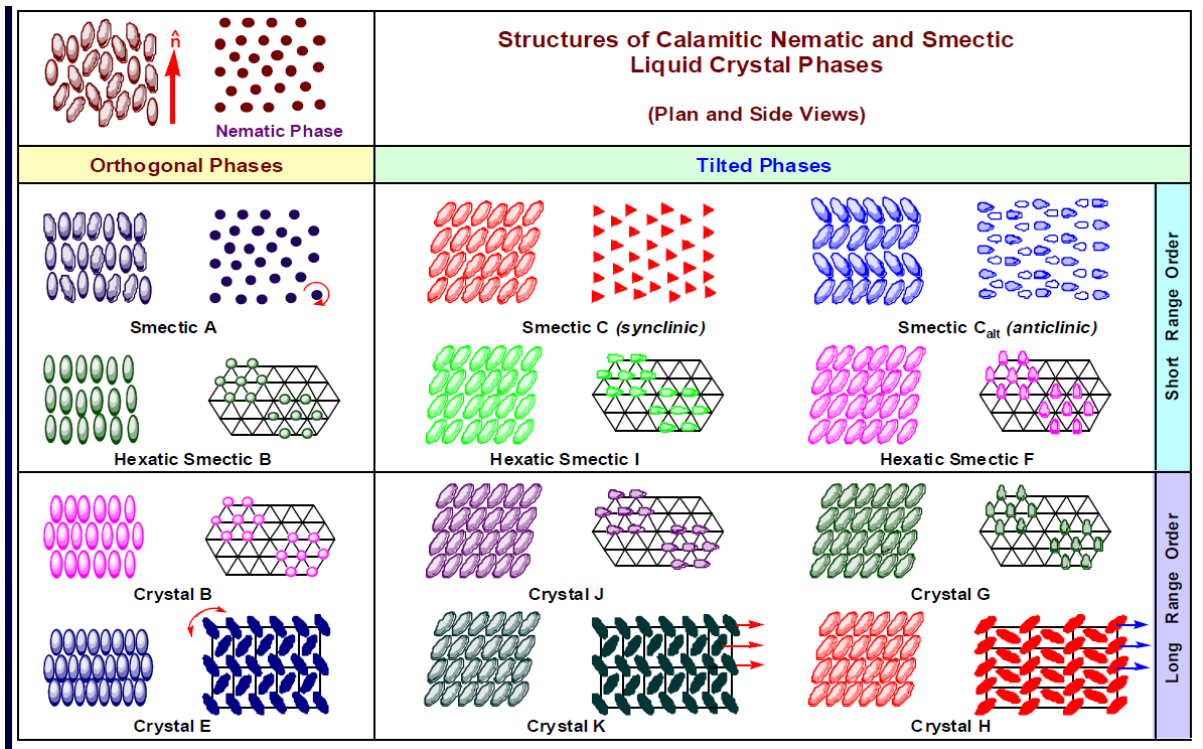 n̂
Nematic Phase
Structures of Calamitic Nematic and Smectic
Liquid Crystal Phases
(Plan and Side Views)
Orthogonal Phases
Tilted Phases
Smectic A
Smectic C (synclinic)
Smectic Calt (anticlinic)
Hexatic Smectic B
Hexatic Smectic I
Hexatic Smectic F
Short Range Order
Crystal B
Crystal J
Crystal G
Crystal E
Crystal K
Crystal H
Long Range Order